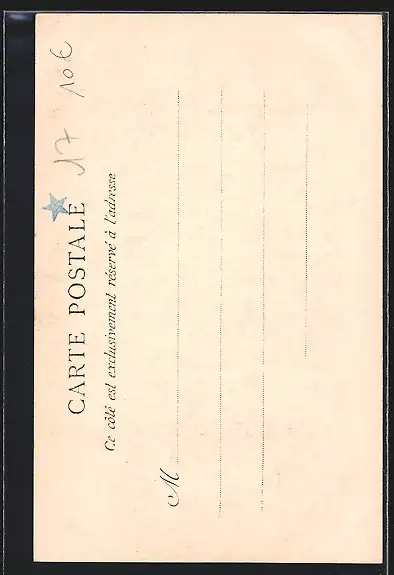 17 10€
CARTE POSTALE
Ce côté est exclusivement réservé à l'adresse
M